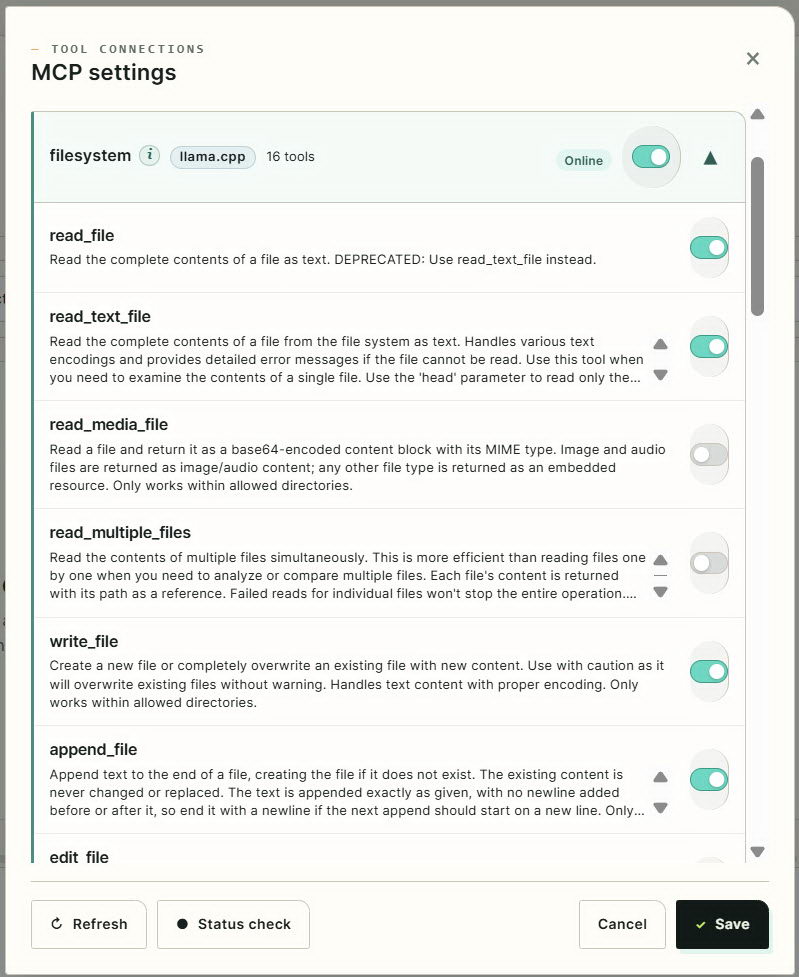 — TOOL CONNECTIONS
MCP settings
filesystem i llama.cpp 16 tools Online
read_file
Read the complete contents of a file as text. DEPRECATED: Use read_text_file instead.
read_text_file
Read the complete contents of a file from the file system as text. Handles various text
encodings and provides detailed error messages if the file cannot be read. Use this tool when
you need to examine the contents of a single file. Use the 'head' parameter to read only the...
read_media_file
Read a file and return it as a base64-encoded content block with its MIME type. Image and audio
files are returned as image/audio content; any other file type is returned as an embedded
resource. Only works within allowed directories.
read_multiple_files
Read the contents of multiple files simultaneously. This is more efficient than reading files one
by one when you need to analyze or compare multiple files. Each file's content is returned
with its path as a reference. Failed reads for individual files won't stop the entire operation....
write_file
Create a new file or completely overwrite an existing file with new content. Use with caution as it
will overwrite existing files without warning. Handles text content with proper encoding. Only
works within allowed directories.
append_file
Append text to the end of a file, creating the file if it does not exist. The existing content is
never changed or replaced. The text is appended exactly as given, with no newline added
before or after it, so end it with a newline if the next append should start on a new line. Only...
edit_file
Refresh Status check Cancel Save